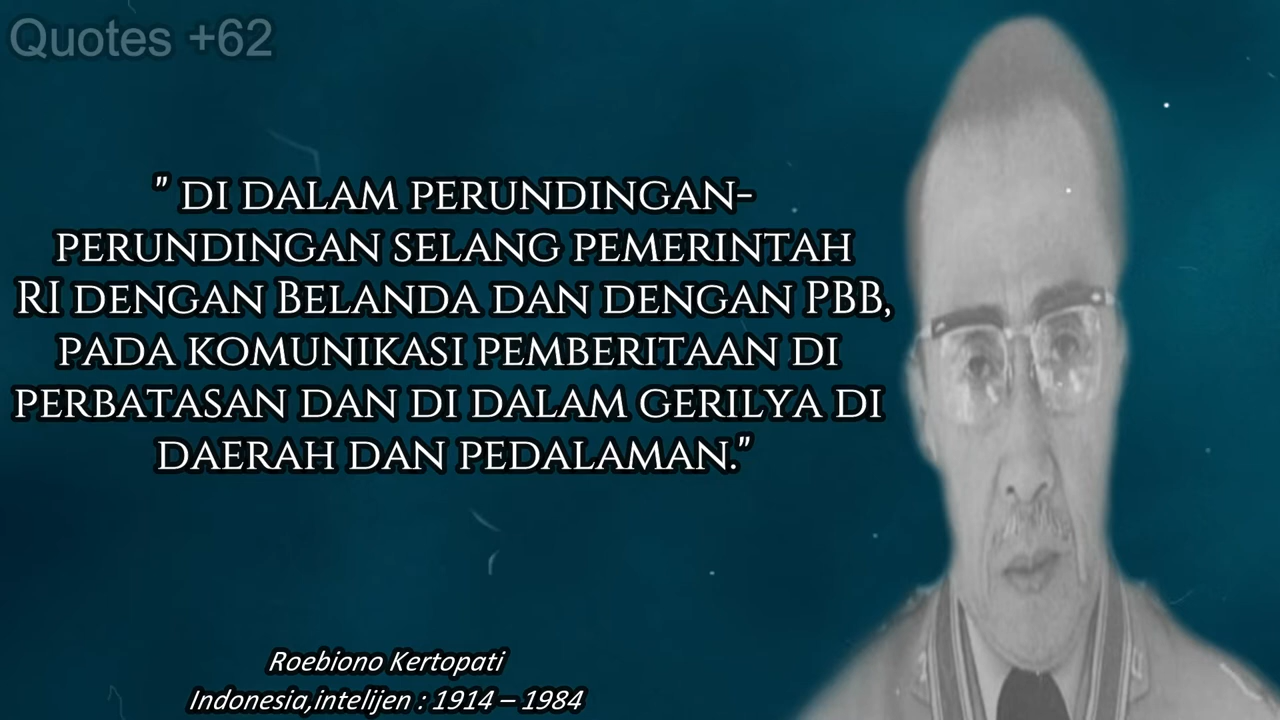 Quotes +62
" DI DALAM PERUNDINGAN-
PERUNDINGAN SELANG PEMERINTAH
RI DENGAN BELANDA DAN DENGAN PBB,
PADA KOMUNIKASI PEMBERITAAN DI
PERBATASAN DAN DI DALAM GERILYA DI
DAERAH DAN PEDALAMAN."
Roebiono Kertopati
Indonesia,intelijen : 1914 – 1984